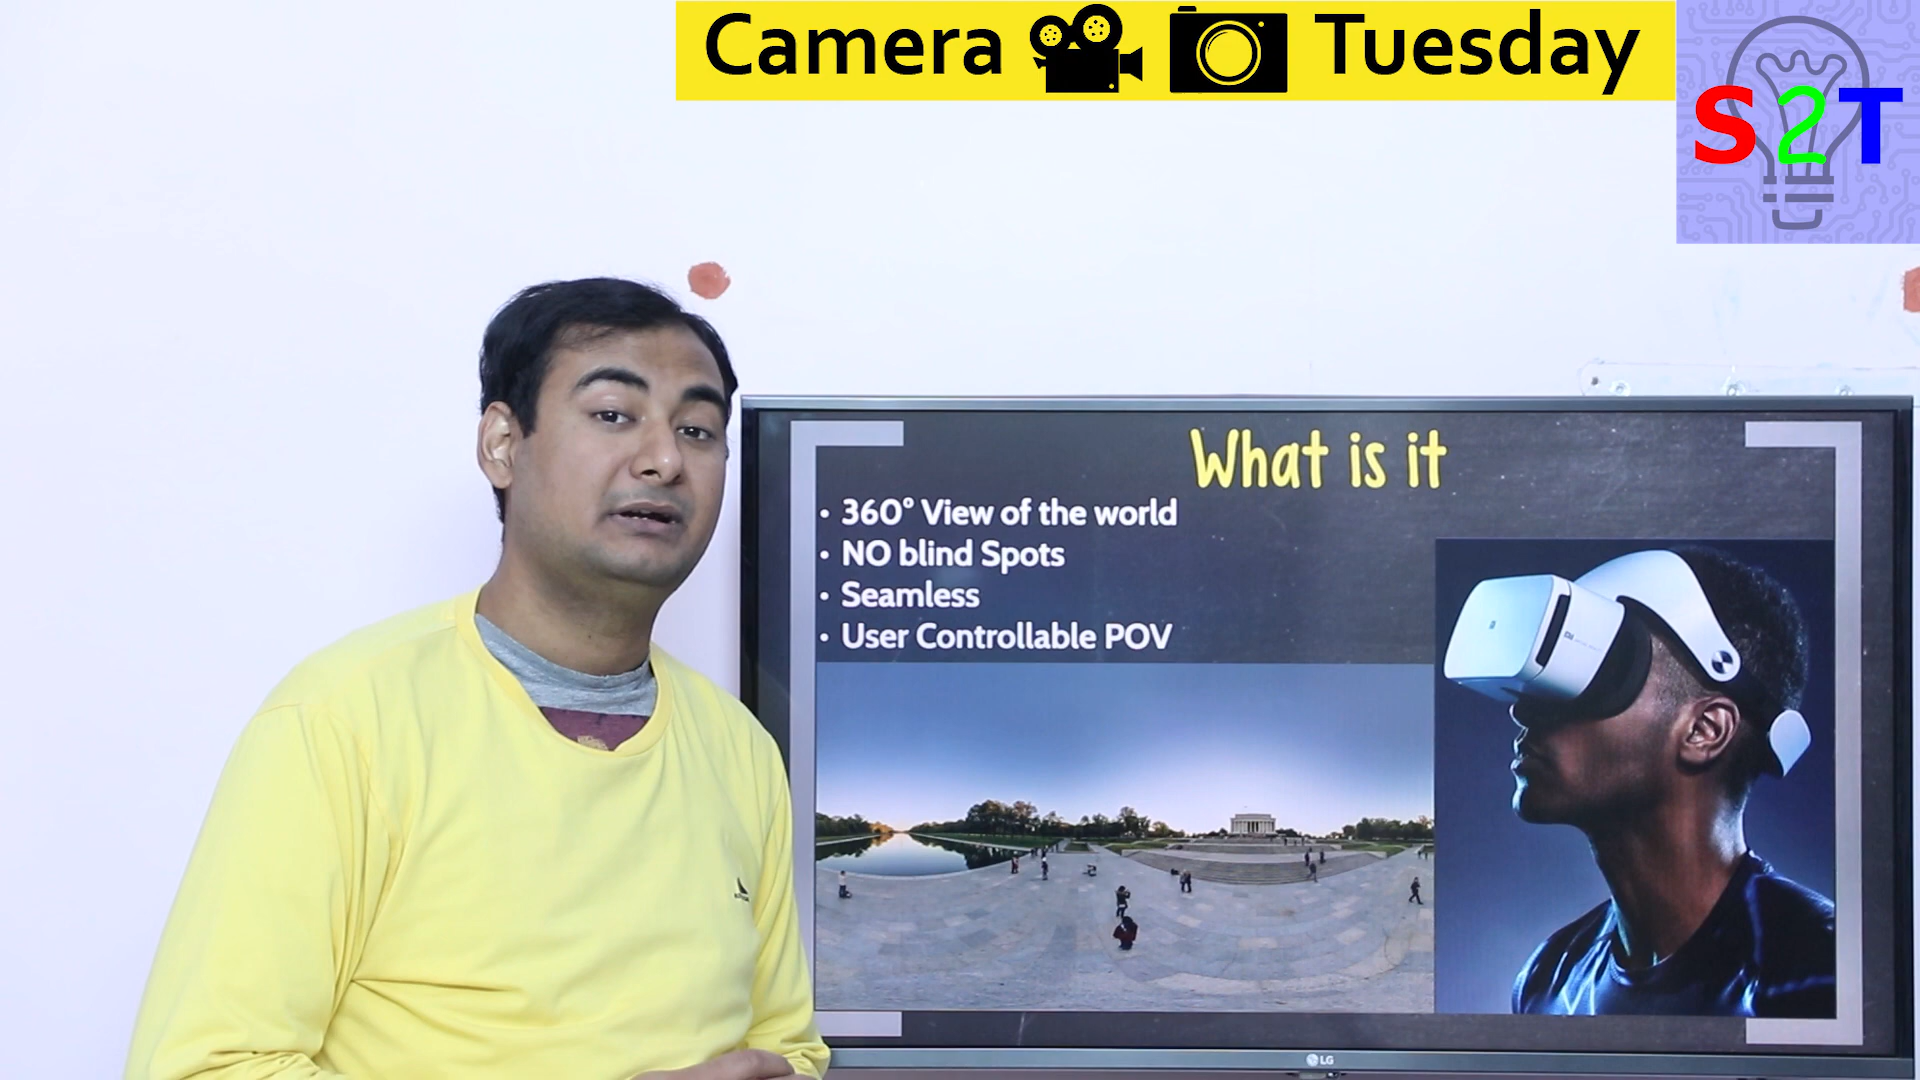 Camera Tuesday
S2T
What is it
• 360° View of the world
• NO blind Spots
• Seamless
• User Controllable POV
LG